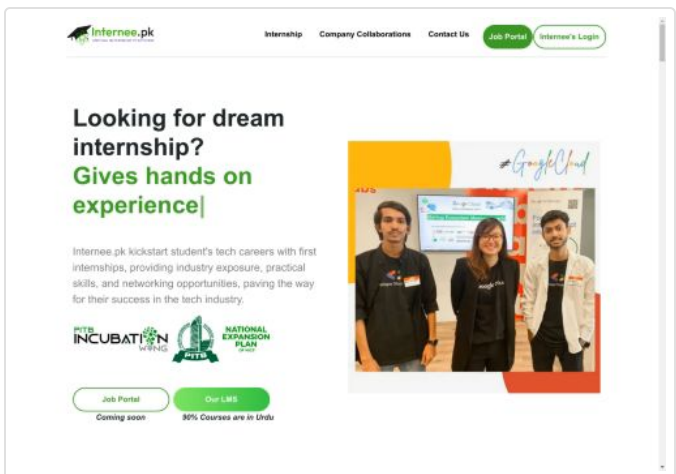 Internee.pk
Internship
Company Collaborations
Contact Us
Job Portal
Internee's Login
Looking for dream
internship?
Gives hands on
experience
#GoogleCloud
Internee.pk kickstart student's tech careers with first
internships, providing industry exposure, practical
skills, and networking opportunities, paving the way
for their success in the tech industry.
PITB
INCUBATION
WING
PITB
NATIONAL
EXPANSION
PLAN
Job Portal
Our LMS
Coming soon
90% Courses are in Urdu